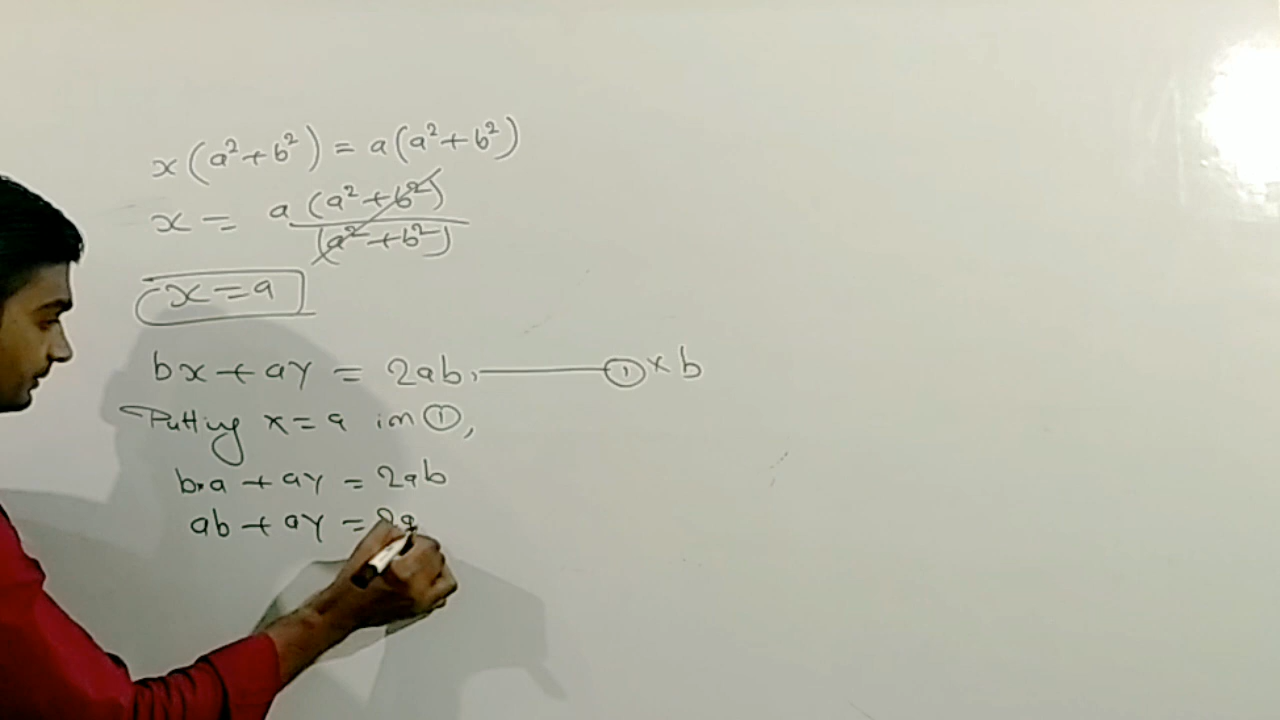 x(a²+b²) = a(a²+b²)
x = a (a²+b²) / (a²+b²)
x = a
bx + ay = 2ab, ① × b
Putting x = a in ①,
b.a + ay = 2ab
ab + ay = 2a